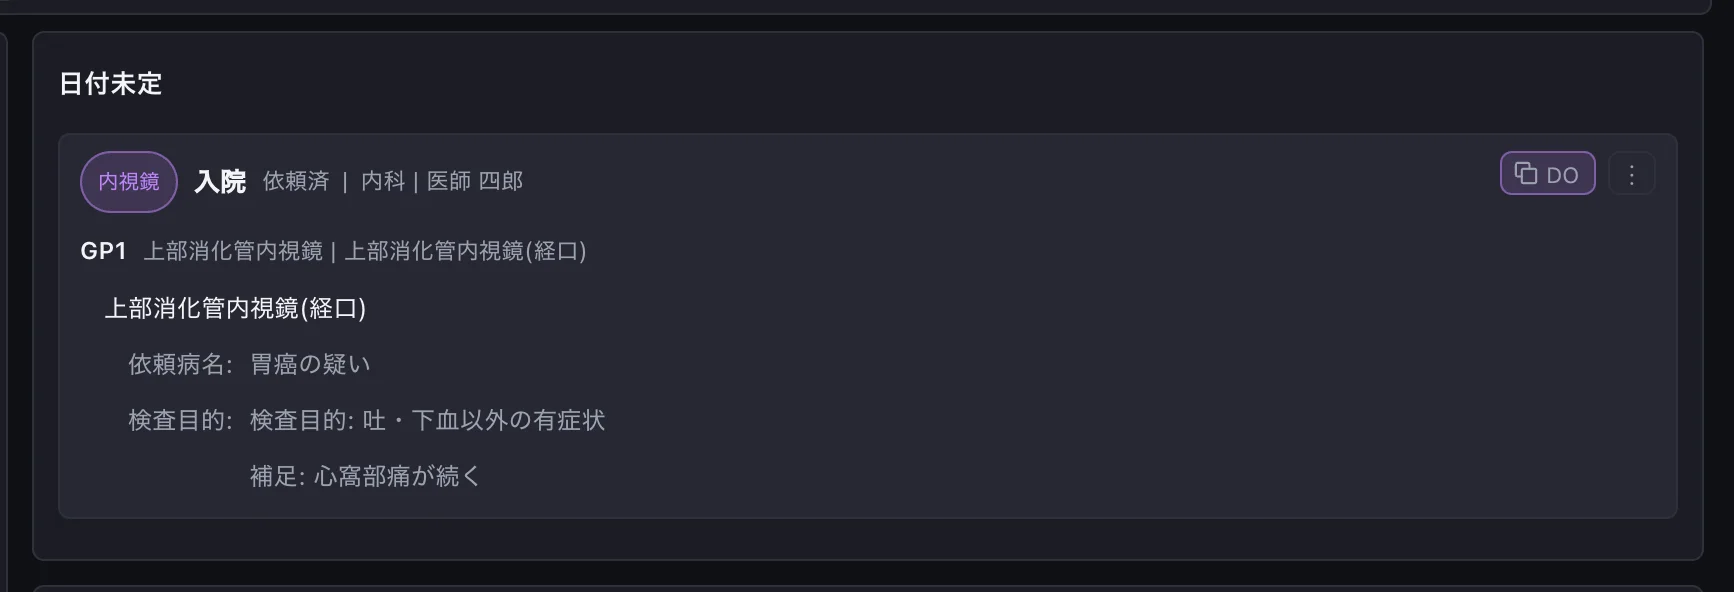 日付未定
内視鏡 入院 依頼済 | 内科 | 医師 四郎 DO
GP1 上部消化管内視鏡 | 上部消化管内視鏡(経口)
上部消化管内視鏡(経口)
依頼病名: 胃癌の疑い
検査目的: 検査目的: 吐・下血以外の有症状
補足: 心窩部痛が続く